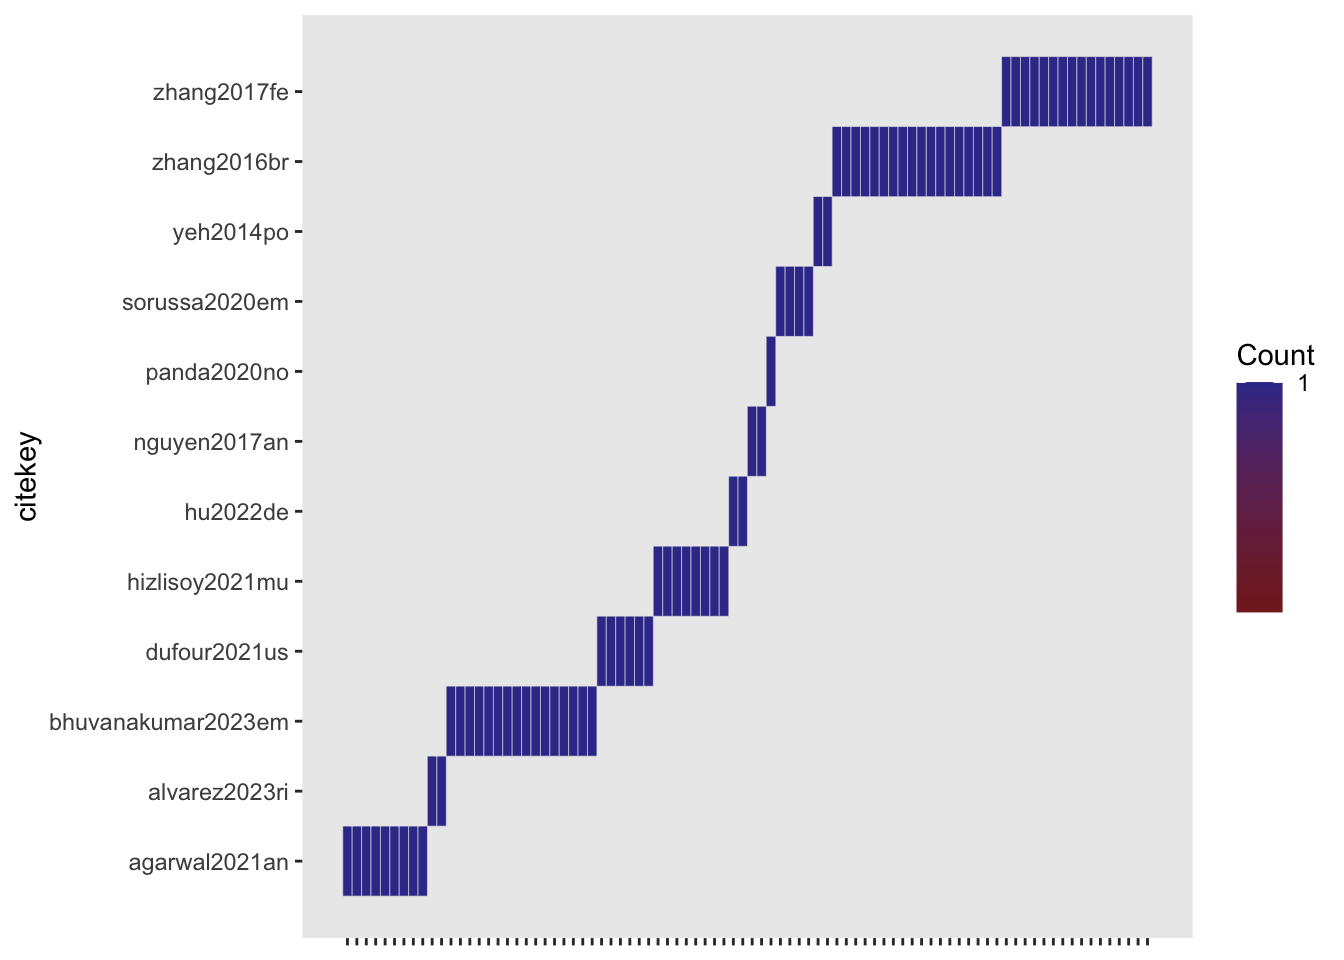 zhang2017fe
zhang2016br
yeh2014po
sorussa2020em
panda2020no
nguyen2017an
hu2022de
hizlisoy2021mu
dufour2021us
bhuvanakumar2023em
alvarez2023ri
agarwal2021an
citekey
Count
1